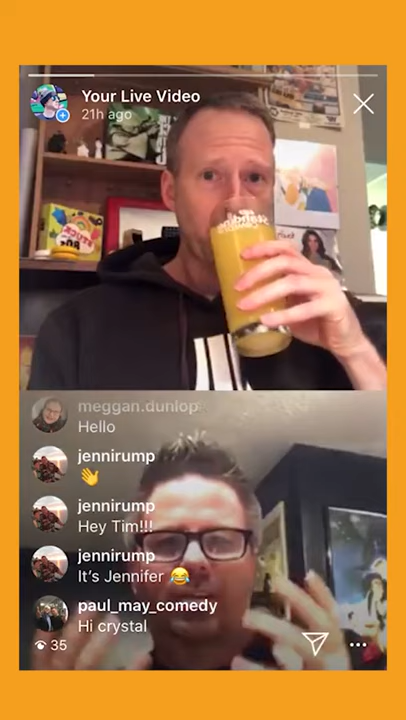 Your Live Video
21h ago
STUCK
meggan.dunlop
Hello
jennirump
👋
jennirump
Hey Tim!!!
jennirump
It's Jennifer 😂
paul_may_comedy
Hi crystal
35